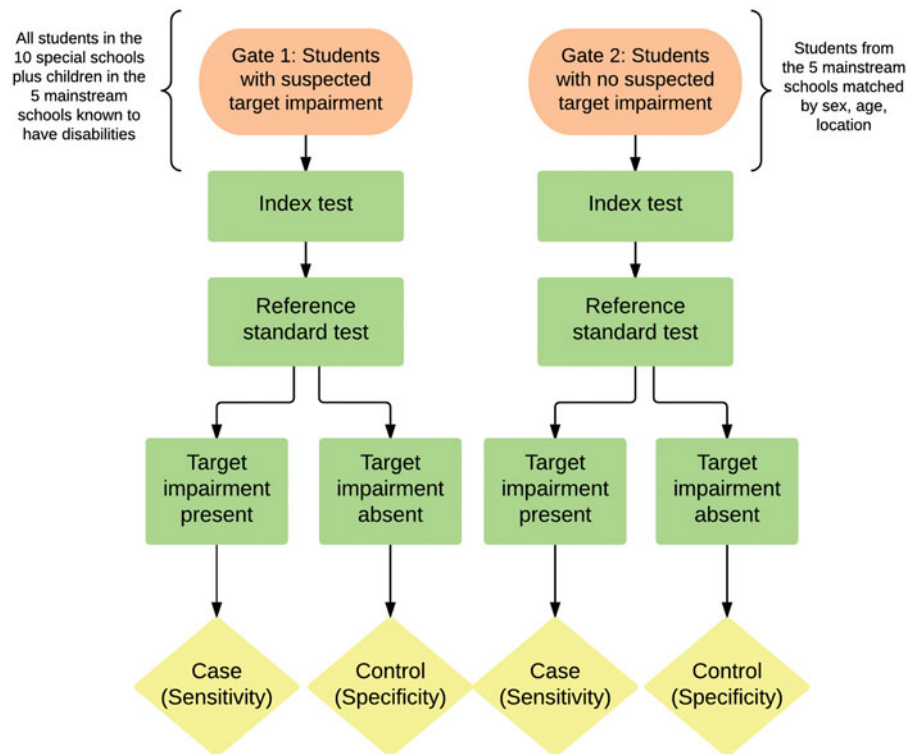 All students in the
10 special schools
plus children in the
5 mainstream
schools known to
have disabilities
Gate 1: Students
with suspected
target impairment
Gate 2: Students
with no suspected
target impairment
Students from
the 5 mainstream
schools matched
by sex, age,
location
Index test
Index test
Reference
standard test
Reference
standard test
Target
impairment
present
Target
impairment
absent
Target
impairment
present
Target
impairment
absent
Case
(Sensitivity)
Control
(Specificity)
Case
(Sensitivity)
Control
(Specificity)